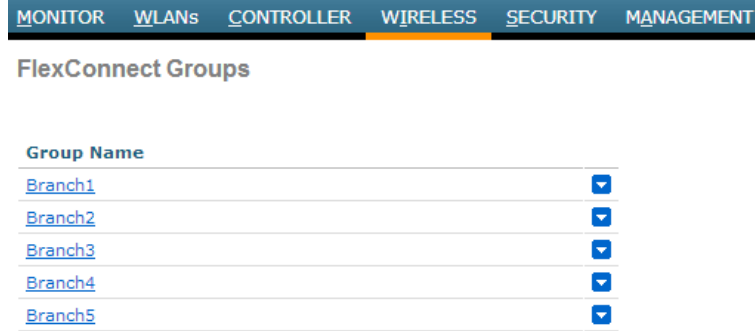 MONITOR WLANs CONTROLLER WIRELESS SECURITY MANAGEMENT
FlexConnect Groups
Group Name
Branch1
Branch2
Branch3
Branch4
Branch5